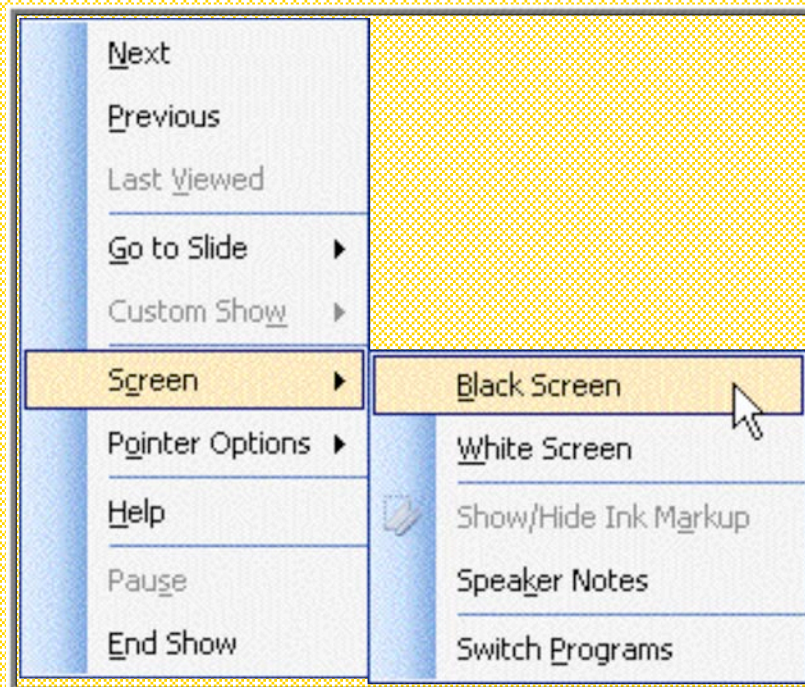 Next
Previous
Last Viewed
Go to Slide
Custom Show
Screen
Pointer Options
Help
Pause
End Show
Black Screen
White Screen
Show/Hide Ink Markup
Speaker Notes
Switch Programs